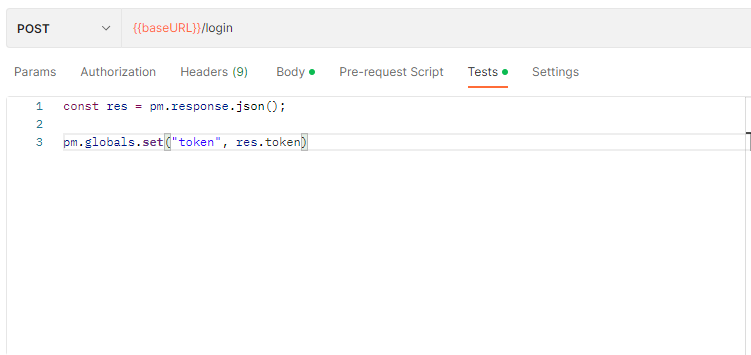 POST {{baseURL}}/login
Params Authorization Headers (9) Body Pre-request Script Tests Settings
1 const res = pm.response.json();
2
3 pm.globals.set("token", res.token)